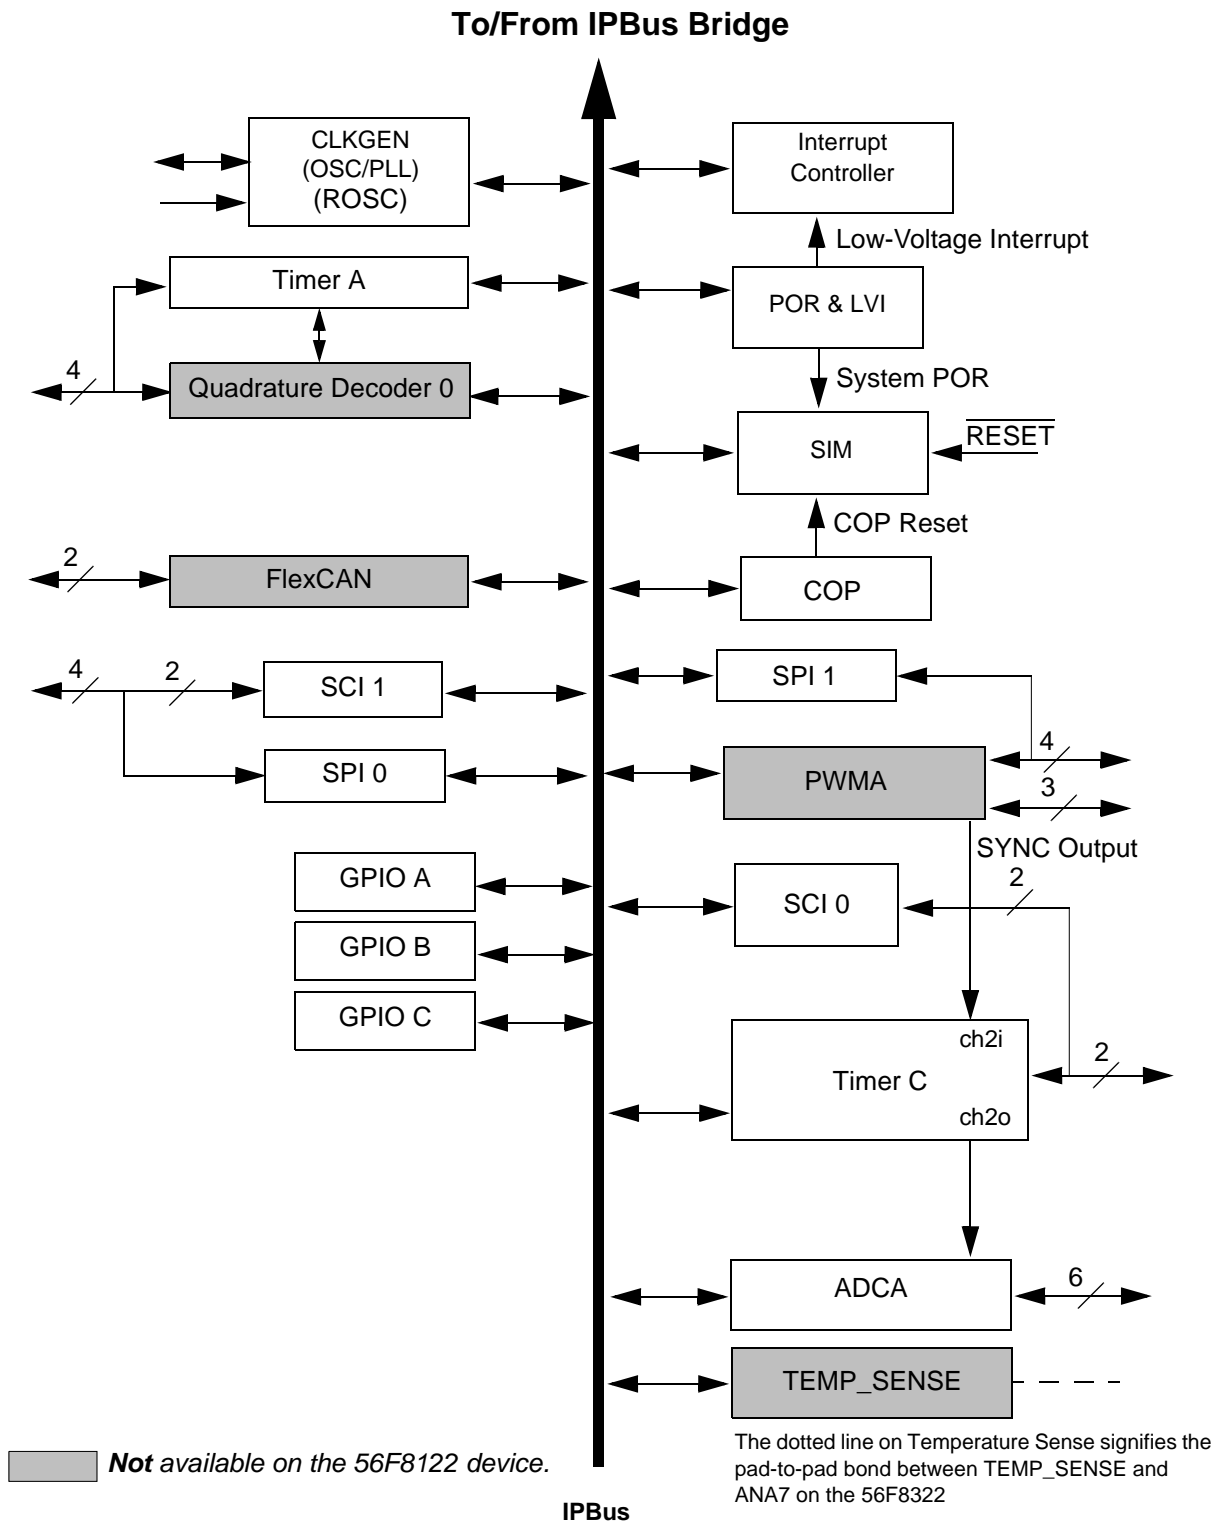 To/From IPBus Bridge
CLKGEN
(OSC/PLL)
(ROSC)
Interrupt
Controller
Low-Voltage Interrupt
Timer A
POR & LVI
4
Quadrature Decoder 0
System POR
SIM
RESET
COP Reset
2
FlexCAN
COP
4
2
SCI 1
SPI 1
SPI 0
4
PWMA
3
SYNC Output
GPIO A
2
SCI 0
GPIO B
GPIO C
ch2i
Timer C
2
ch2o
ADCA
6
TEMP_SENSE
Not available on the 56F8122 device.
The dotted line on Temperature Sense signifies the
pad-to-pad bond between TEMP_SENSE and
ANA7 on the 56F8322
IPBus